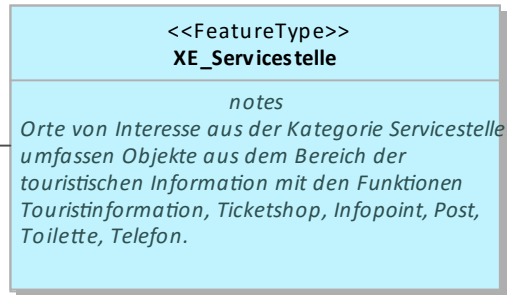 <<FeatureType>>
XE_Servicestelle
notes
Orte von Interesse aus der Kategorie Servicestelle
umfassen Objekte aus dem Bereich der
touristischen Information mit den Funktionen
Touristinformation, Ticketshop, Infopoint, Post,
Toilette, Telefon.